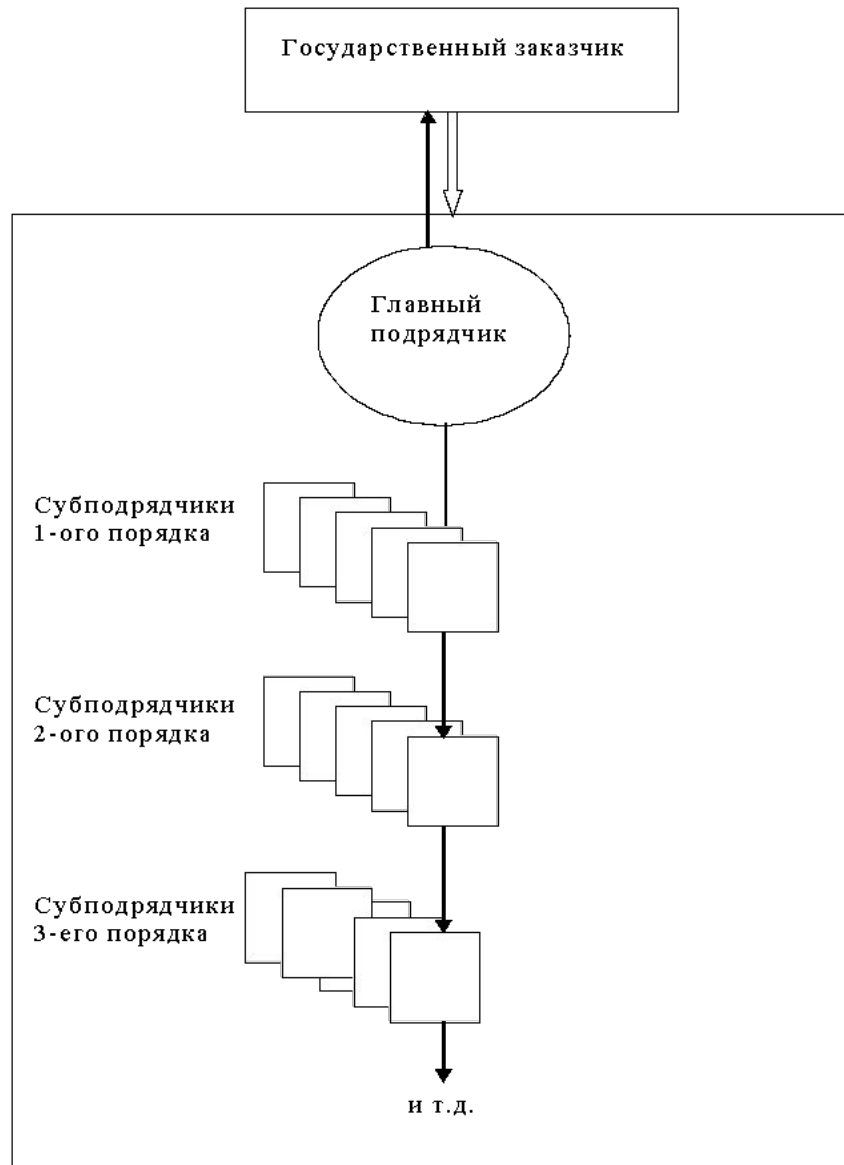 Государственный заказчик
Главный
подрядчик
Субподрядчики
1-ого порядка
Субподрядчики
2-ого порядка
Субподрядчики
3-его порядка
и т.д.